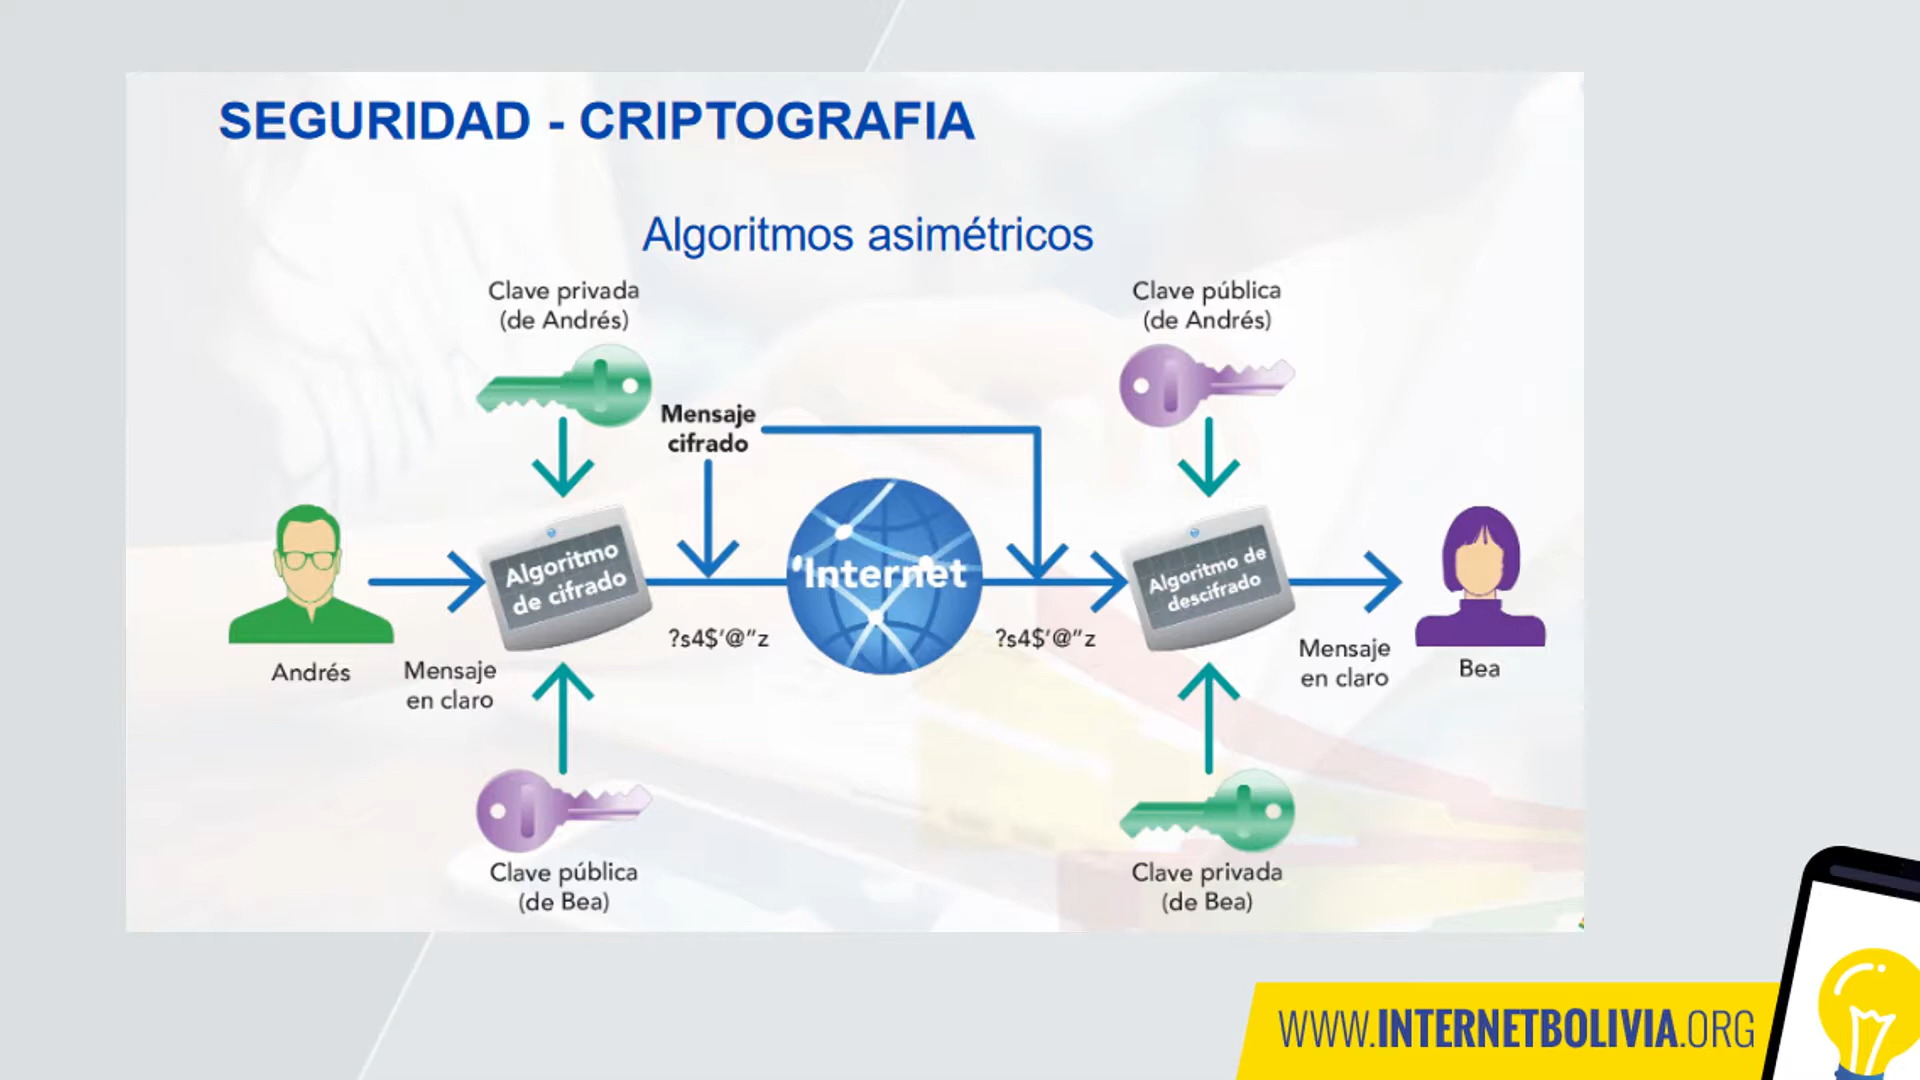 SEGURIDAD - CRIPTOGRAFIA
Algoritmos asimétricos
Clave privada
(de Andrés)
Clave pública
(de Andrés)
Mensaje
cifrado
Algoritmo
de cifrado
Internet
Algoritmo de
descifrado
?s4$'@"z
?s4$'@"z
Andrés
Mensaje
en claro
Mensaje
en claro
Bea
Clave pública
(de Bea)
Clave privada
(de Bea)
WWW.INTERNETBOLIVIA.ORG